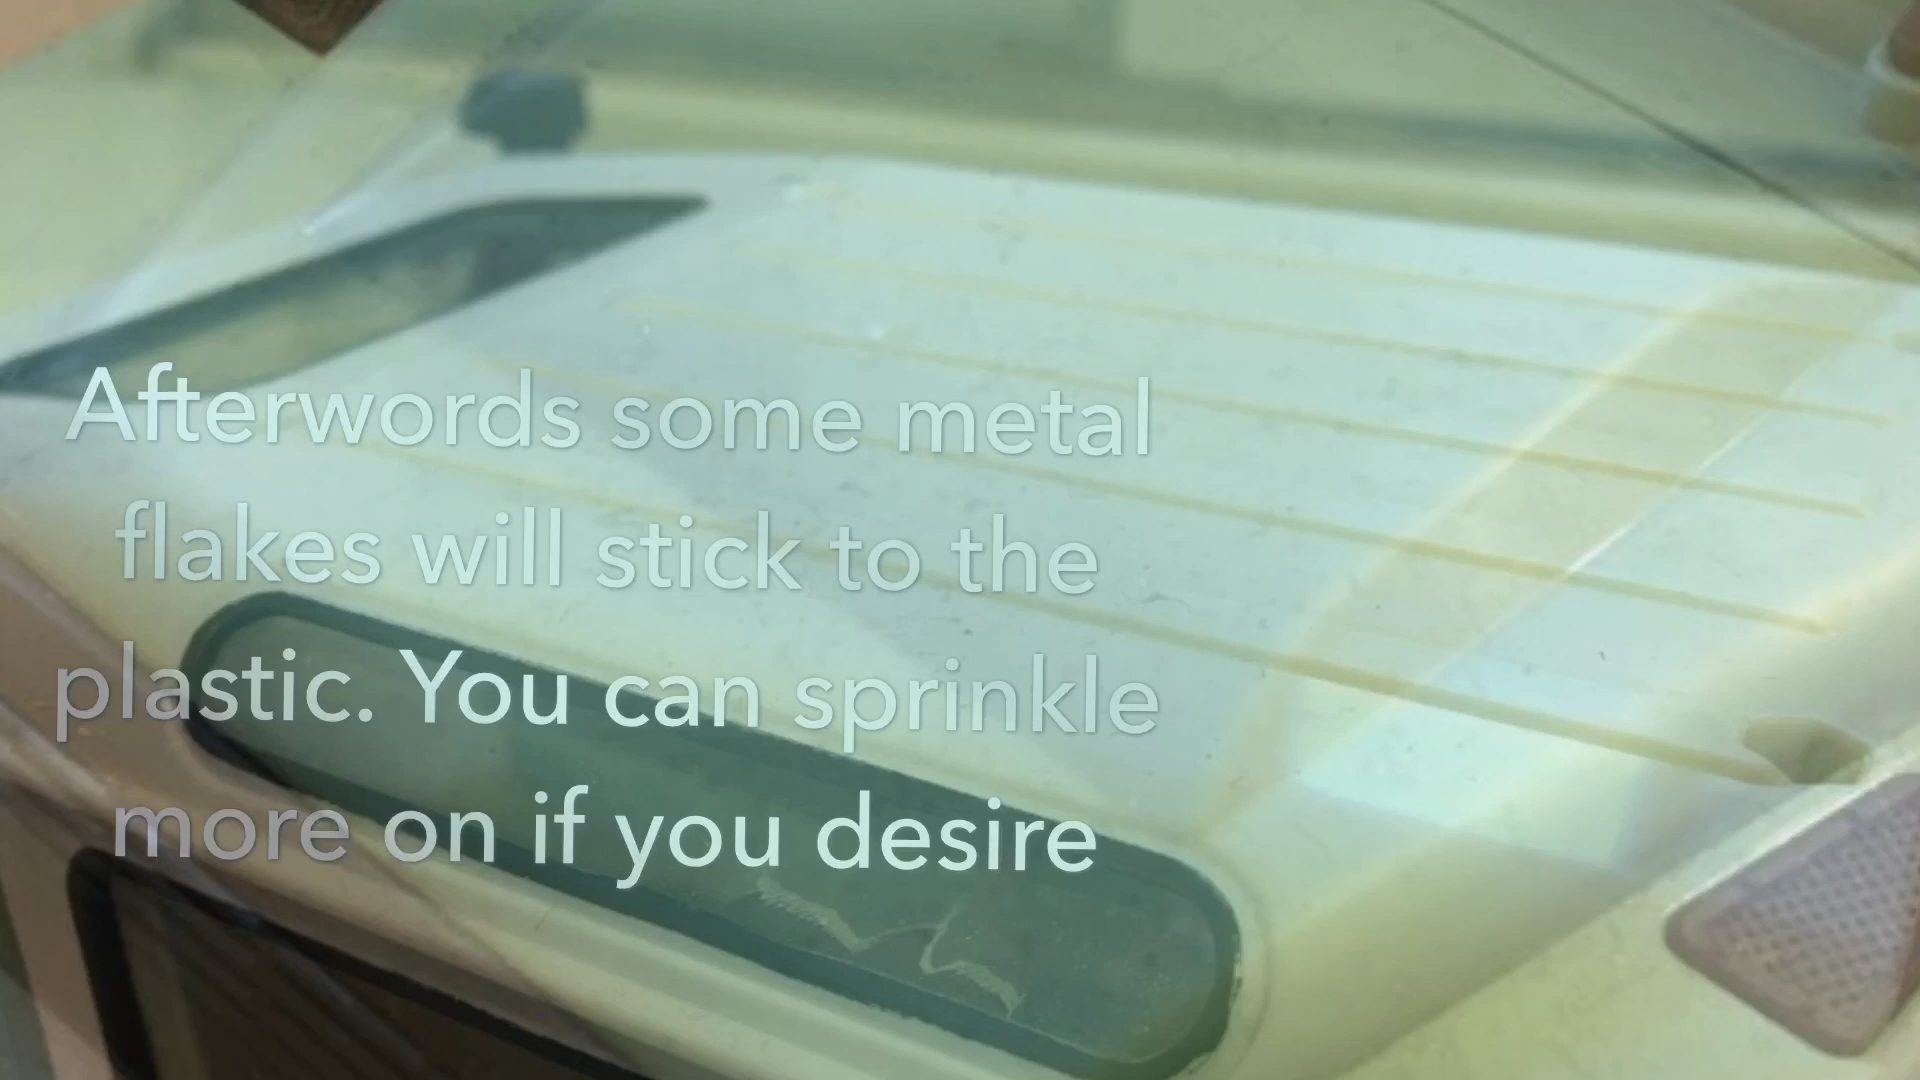 Afterwords some metal
flakes will stick to the
plastic. You can sprinkle
more on if you desire